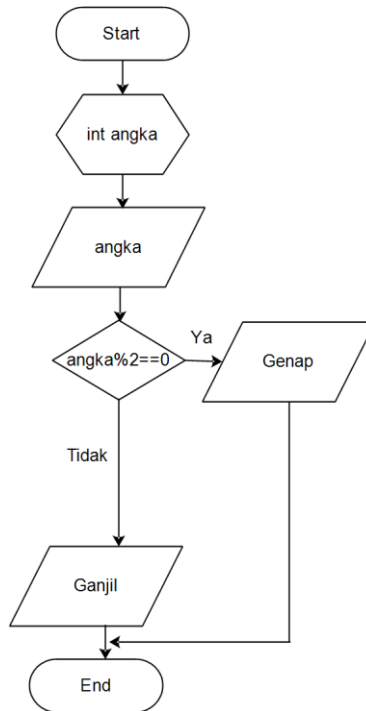 Start
int angka
angka
angka%2==0
Ya
Genap
Tidak
Ganjil
End